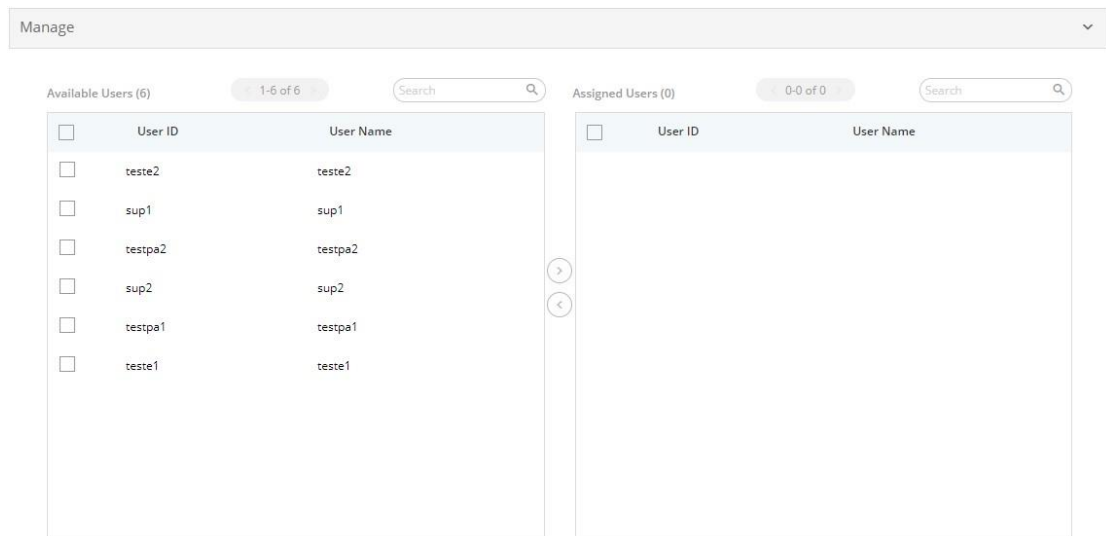 Manage
Available Users (6) 1-6 of 6 Search Assigned Users (0) 0-0 of 0 Search
User ID User Name User ID User Name
teste2 teste2
sup1 sup1
testpa2 testpa2
sup2 sup2
testpa1 testpa1
teste1 teste1